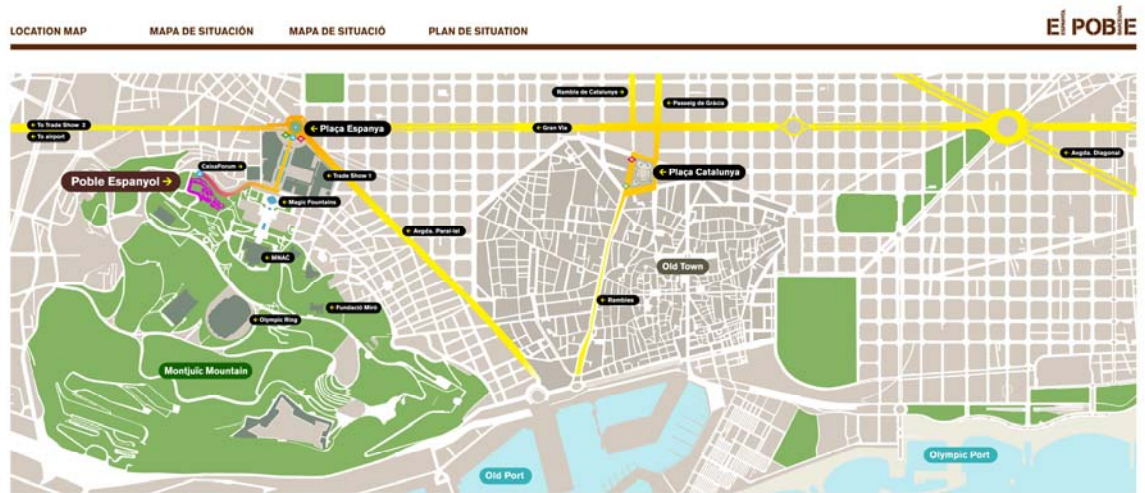 LOCATION MAP
MAPA DE SITUACIÓN
MAPA DE SITUACIÓ
PLAN DE SITUATION
EL POBLE
ESPANYOL
BARCELONA
Rambla de Catalunya →
← Passeig de Gràcia
← To Trade Show 2
← To airport
← Plaça Espanya
← Gran Via
← Avgda. Diagonal
CaixaForum →
← Trade Show 1
← Plaça Catalunya
Poble Espanyol →
← Magic Fountains
← Avgda. Paral·lel
← MNAC
Old Town
← Rambles
← Fundació Miró
← Olympic Ring
Montjuïc Mountain
Olympic Port
Old Port